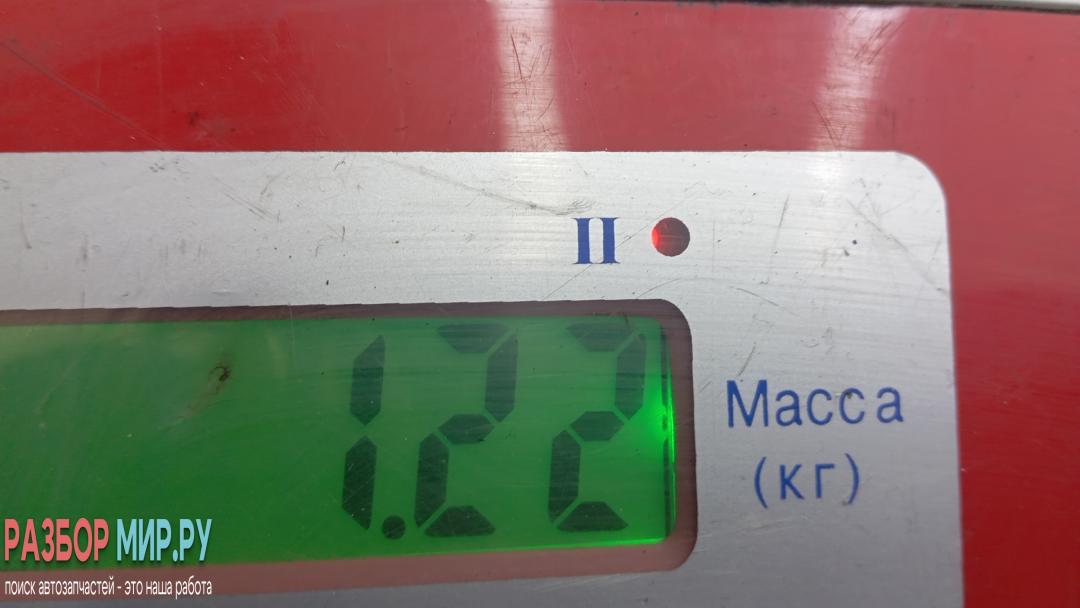 II
1.22
Масса
(кг)
РАЗБОР МИР.РУ
поиск автозапчастей - это наша работа